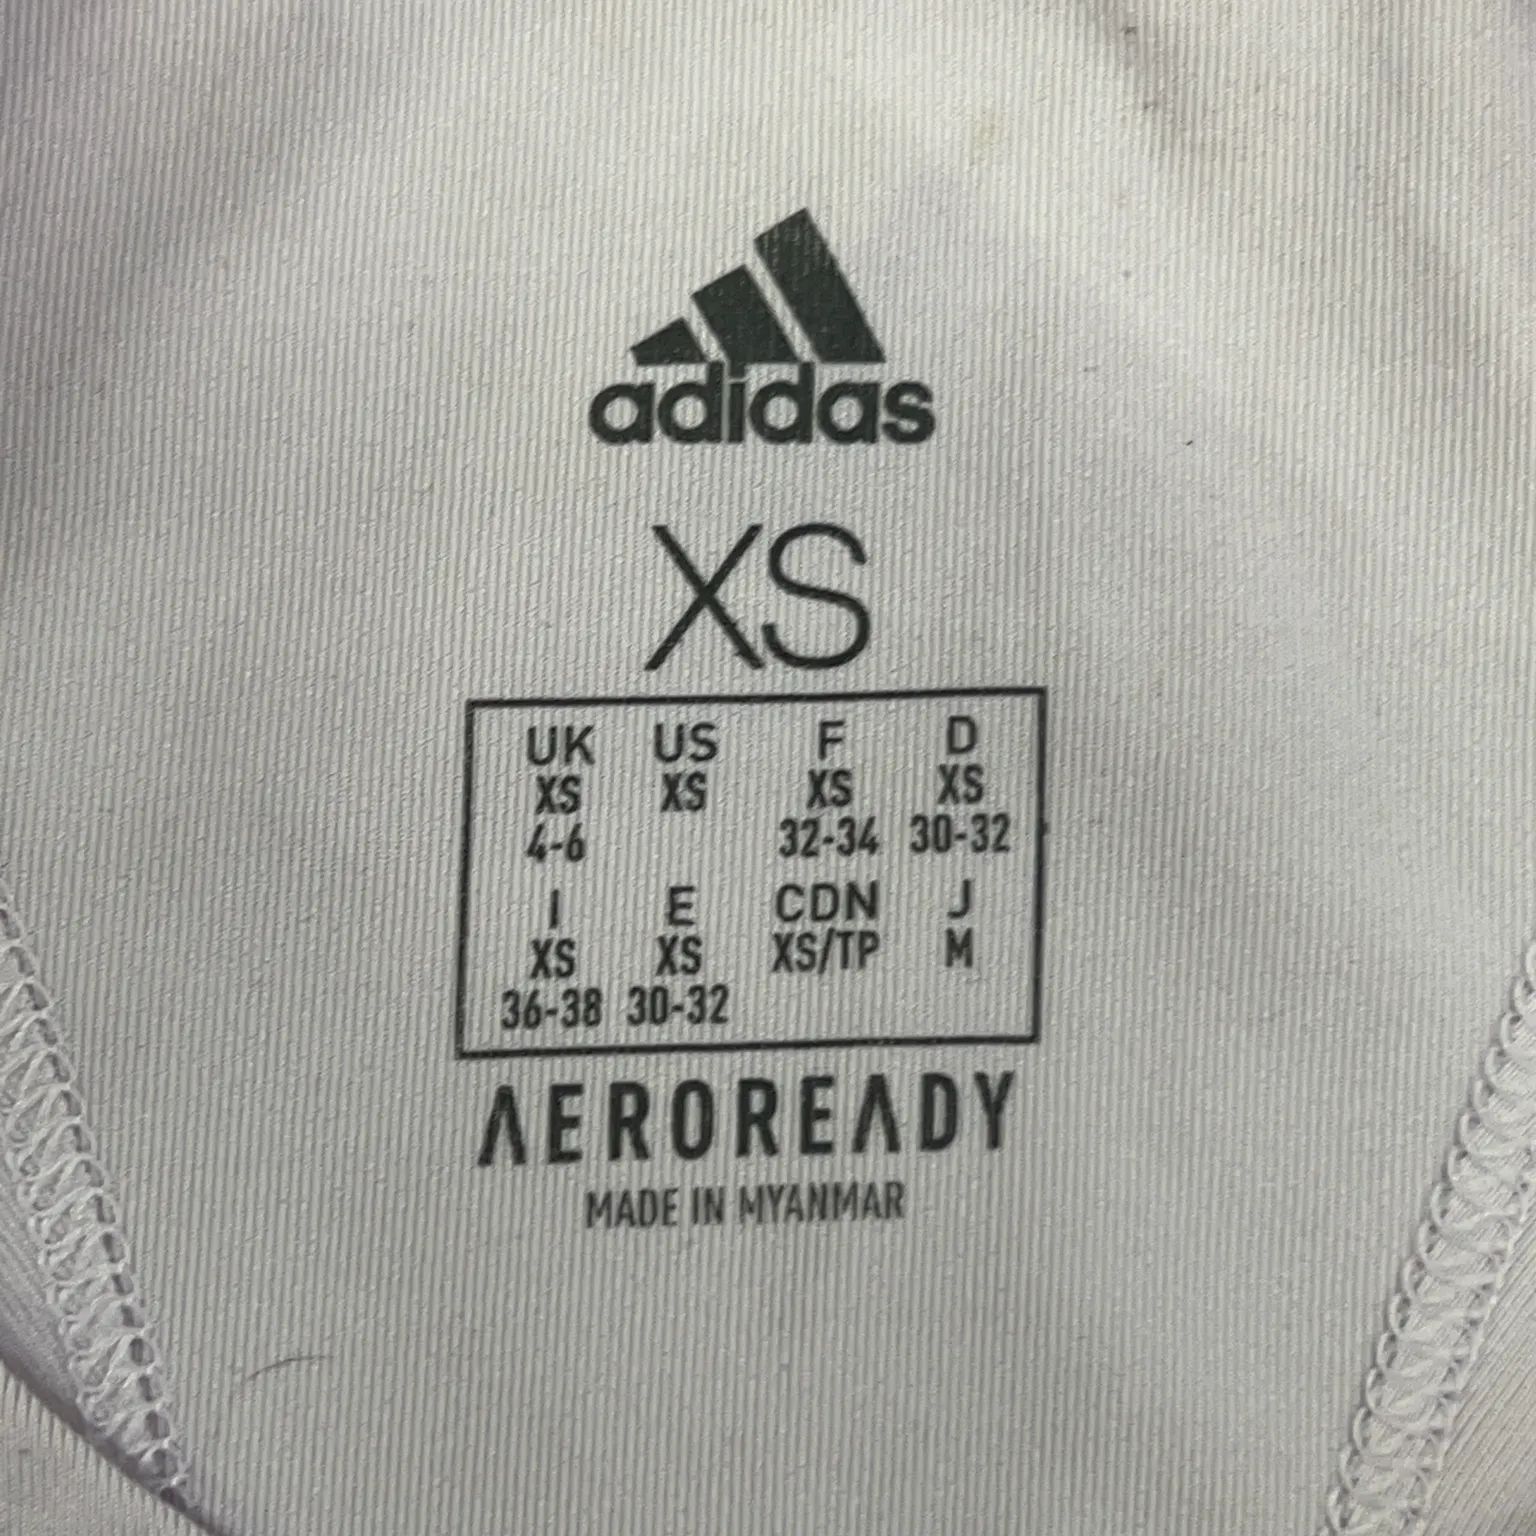 adidas
XS
UK US F D
XS XS XS XS
4-6 32-34 30-32
I E CDN J
XS XS XS/TP M
36-38 30-32
AEROREADY
MADE IN MYANMAR